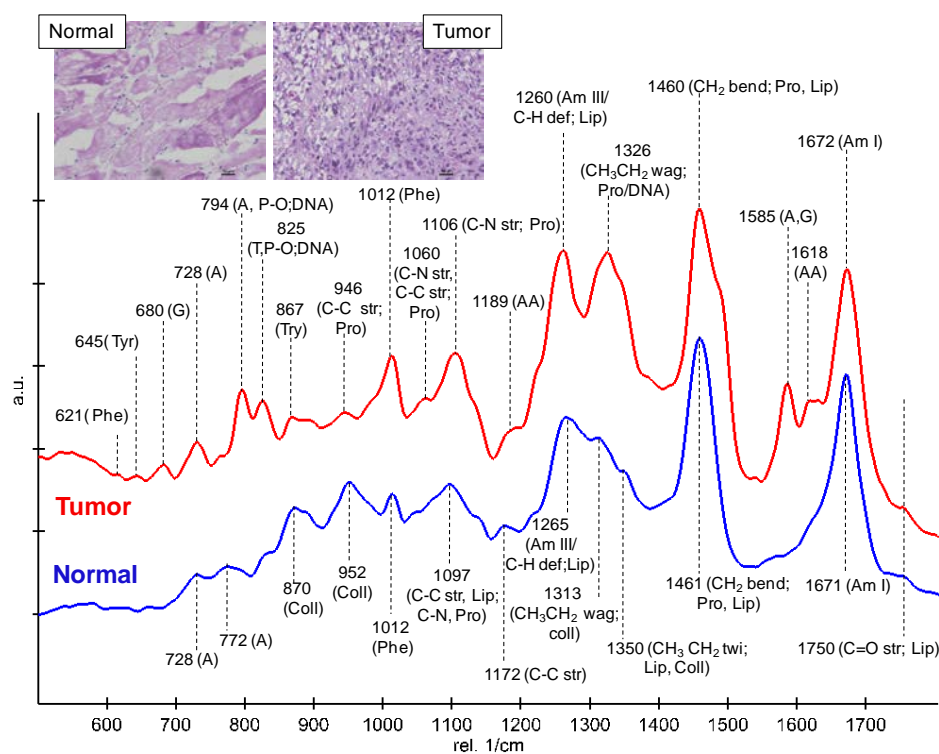 Normal
Tumor
1260 (Am III/
C-H def; Lip)
1460 (CH₂ bend; Pro, Lip)
1326
(CH₃CH₂ wag;
Pro/DNA)
1672 (Am I)
794 (A, P-O;DNA)
1012 (Phe)
825
(T,P-O;DNA)
1106 (C-N str; Pro)
1585 (A,G)
1060
(C-N str,
C-C str;
Pro)
1618
(AA)
728 (A)
946
(C-C str;
Pro)
1189 (AA)
680 (G)
867
(Try)
645( Tyr)
621 (Phe)
a.u.
Tumor
Normal
1265
(Am III/
C-H def;Lip)
870
(Coll)
952
(Coll)
1097
(C-C str, Lip;
C-N, Pro)
1313
(CH₃CH₂ wag;
coll)
1461 (CH₂ bend;
Pro, Lip)
1671 (Am I)
1012
(Phe)
772 (A)
728 (A)
1172 (C-C str)
1350 (CH₃ CH₂ twi;
Lip, Coll)
1750 (C=O str; Lip)
600 700 800 900 1000 1100 1200 1300 1400 1500 1600 1700
rel. 1/cm